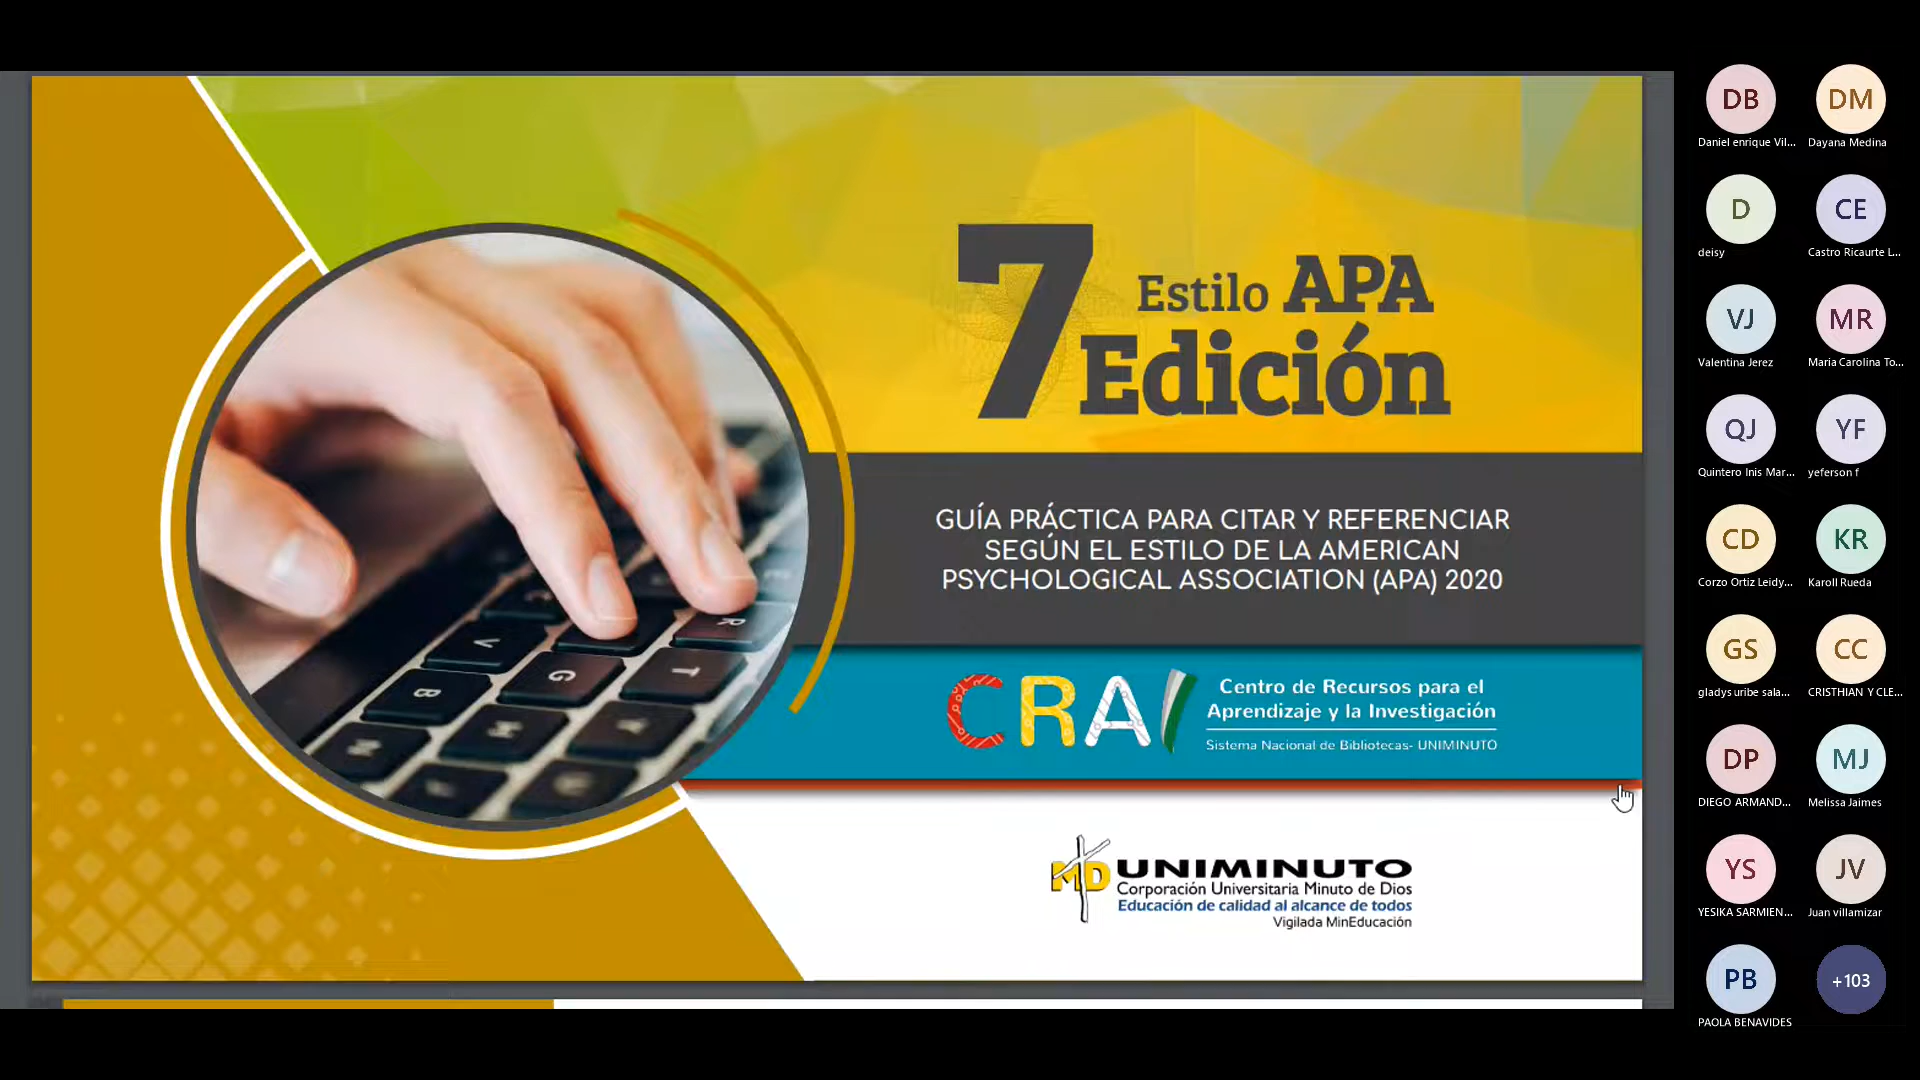 7 Estilo APA
Edición
GUÍA PRÁCTICA PARA CITAR Y REFERENCIAR
SEGÚN EL ESTILO DE LA AMERICAN
PSYCHOLOGICAL ASSOCIATION (APA) 2020
CRAI
Centro de Recursos para el
Aprendizaje y la Investigación
Sistema Nacional de Bibliotecas- UNIMINUTO
MD UNIMINUTO
Corporación Universitaria Minuto de Dios
Educación de calidad al alcance de todos
Vigilada MinEducación
R
V
G
T
B
DB
DM
Daniel enrique Vil...
Dayana Medina
D
CE
deisy
Castro Ricaurte L...
VJ
MR
Valentina Jerez
Maria Carolina To...
QJ
YF
Quintero Inis Mar...
yeferson f
CD
KR
Corzo Ortiz Leidy...
Karoll Rueda
GS
CC
gladys uribe sala...
CRISTHIAN Y CLE...
DP
MJ
DIEGO ARMAND...
Melissa Jaimes
YS
JV
YESIKA SARMIEN...
Juan villamizar
PB
+103
PAOLA BENAVIDES